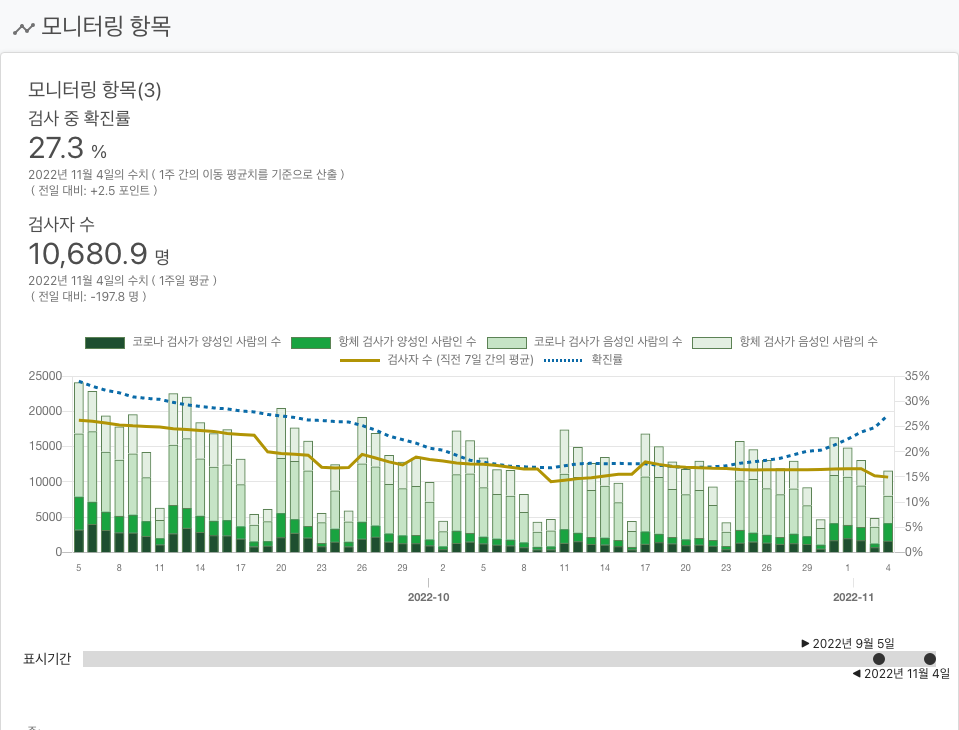 모니터링 항목
모니터링 항목(3)
검사 중 확진률
27.3 %
2022년 11월 4일의 수치 ( 1주 간의 이동 평균치를 기준으로 산출 )
( 전일 대비: +2.5 포인트 )
검사자 수
10,680.9 명
2022년 11월 4일의 수치 ( 1주일 평균 )
( 전일 대비: -197.8 명 )
코로나 검사가 양성인 사람의 수 항체 검사가 양성인 사람인 수 코로나 검사가 음성인 사람의 수 항체 검사가 음성인 사람의 수
검사자 수 (직전 7일 간의 평균) 확진률
25000 35%
30%
20000
25%
15000
20%
10000 15%
10%
5000
5%
0 0%
5 8 11 14 17 20 23 26 29 2 5 8 11 14 17 20 23 26 29 1 4
2022-10 2022-11
▶ 2022년 9월 5일
표시기간
◀ 2022년 11월 4일